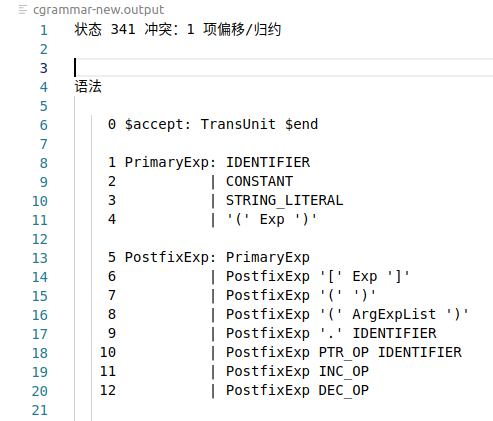 cgrammar-new.output
1 状态 341 冲突：1 项偏移/归约
2
3
4 语法
5
6 0 $accept: TransUnit $end
7
8 1 PrimaryExp: IDENTIFIER
9 2 | CONSTANT
10 3 | STRING_LITERAL
11 4 | '(' Exp ')'
12
13 5 PostfixExp: PrimaryExp
14 6 | PostfixExp '[' Exp ']'
15 7 | PostfixExp '(' ')'
16 8 | PostfixExp '(' ArgExpList ')'
17 9 | PostfixExp '.' IDENTIFIER
18 10 | PostfixExp PTR_OP IDENTIFIER
19 11 | PostfixExp INC_OP
20 12 | PostfixExp DEC_OP
21